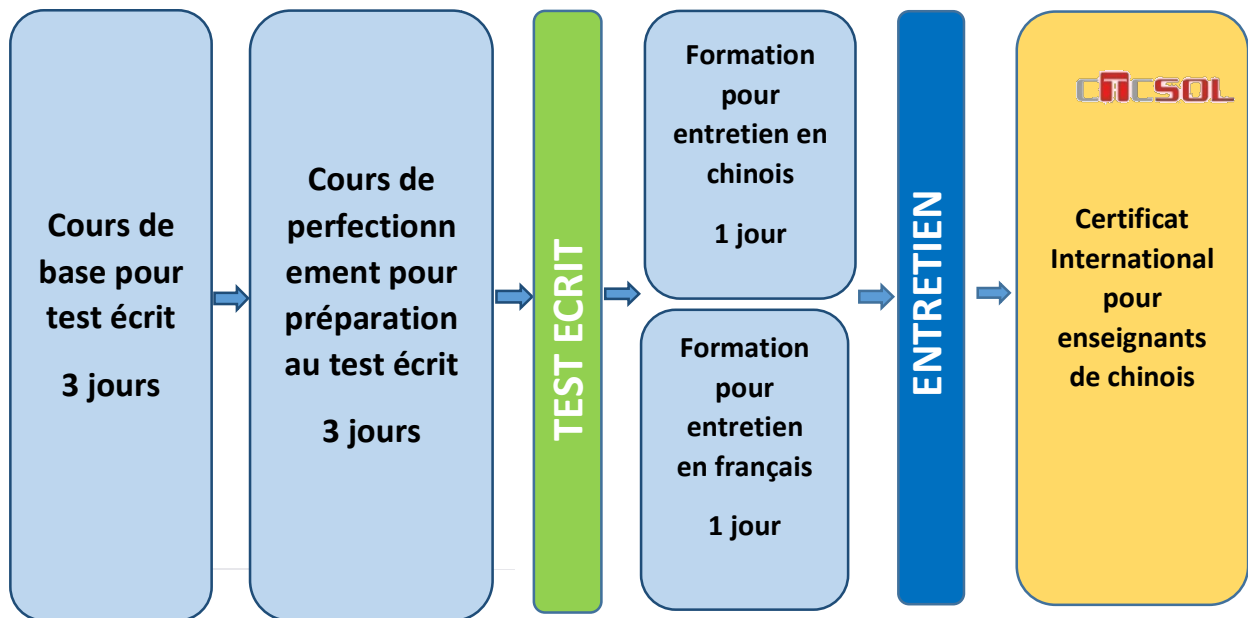 Cours de
base pour
test écrit
3 jours
Cours de
perfectionn
ement pour
préparation
au test écrit
3 jours
TEST ECRIT
Formation
pour
entretien en
chinois
1 jour
Formation
pour
entretien
en français
1 jour
ENTRETIEN
CTCSOL
Certificat
International
pour
enseignants
de chinois